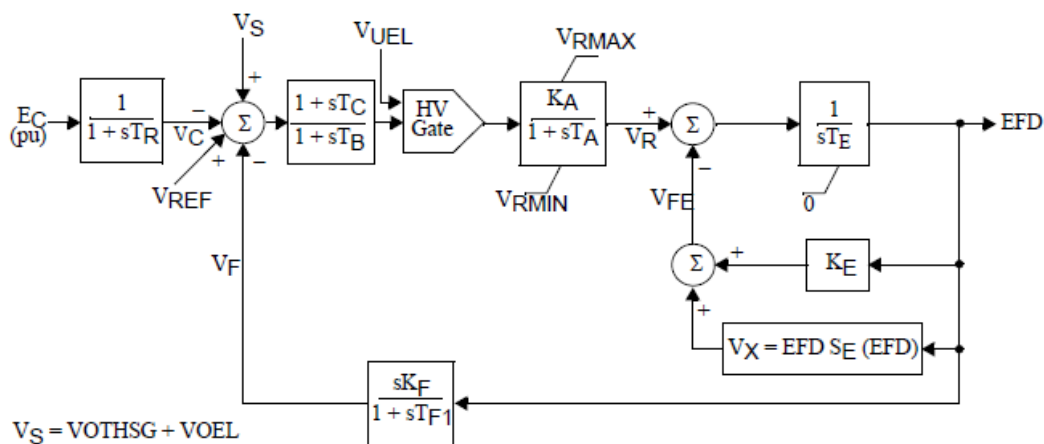 V_S
V_UEL
V_RMAX
E_C
(pu)
1
1 + sT_R
−
V_C
+
Σ
+
−
V_REF
1 + sT_C
1 + sT_B
HV
Gate
K_A
1 + sT_A
V_RMIN
+
V_R
Σ
−
V_FE
1
sT_E
0
EFD
V_F
Σ
+
K_E
+
V_X = EFD S_E (EFD)
sK_F
1 + sT_F1
V_S = VOTHSG + VOEL